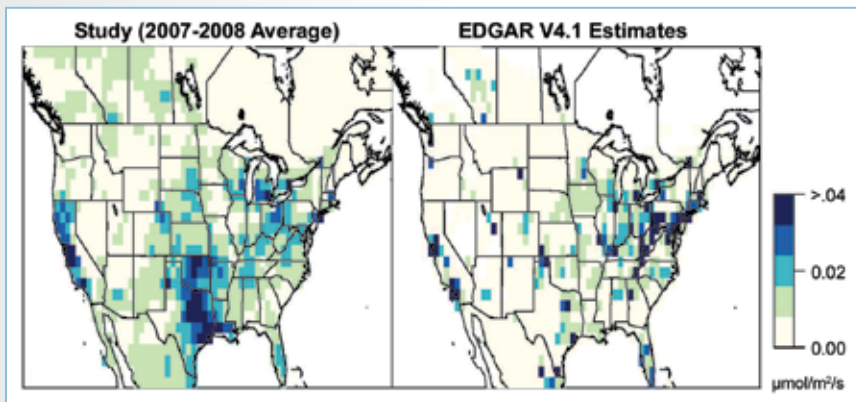 Study (2007-2008 Average)
EDGAR V4.1 Estimates
>.04
0.02
0.00
μmol/m²/s